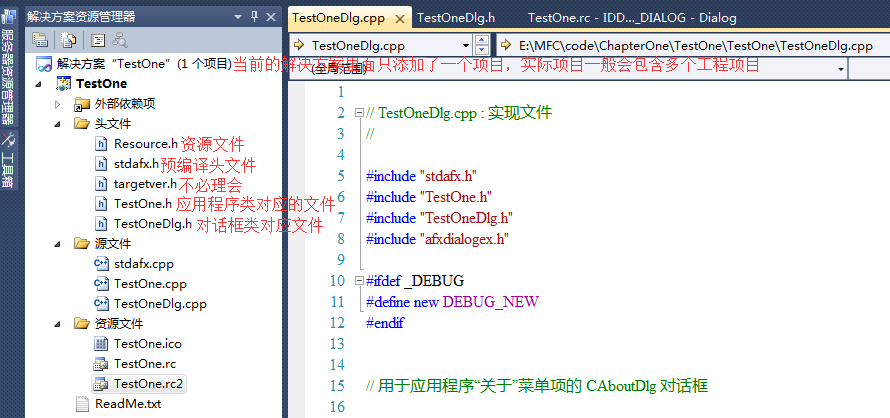 解决方案资源管理器
服务器资源管理器
工具箱
解决方案“TestOne” (1 个项目)当前的解决方案里面只添加了一个项目，实际项目一般会包含多个工程项目
TestOne
外部依赖项
头文件
Resource.h 资源文件
stdafx.h预编译头文件
targetver.h不必理会
TestOne.h 应用程序类对应的文件
TestOneDlg.h 对话框类对应文件
源文件
stdafx.cpp
TestOne.cpp
TestOneDlg.cpp
资源文件
TestOne.ico
TestOne.rc
TestOne.rc2
ReadMe.txt
TestOneDlg.cpp TestOneDlg.h TestOne.rc - IDD..._DIALOG - Dialog
TestOneDlg.cpp E:\MFC\code\ChapterOne\TestOne\TestOne\TestOneDlg.cpp
(全局范围)
1
2 // TestOneDlg.cpp : 实现文件
3 //
4
5 #include "stdafx.h"
6 #include "TestOne.h"
7 #include "TestOneDlg.h"
8 #include "afxdialogex.h"
9
10 #ifdef _DEBUG
11 #define new DEBUG_NEW
12 #endif
13
14
15 // 用于应用程序“关于”菜单项的 CAboutDlg 对话框
16